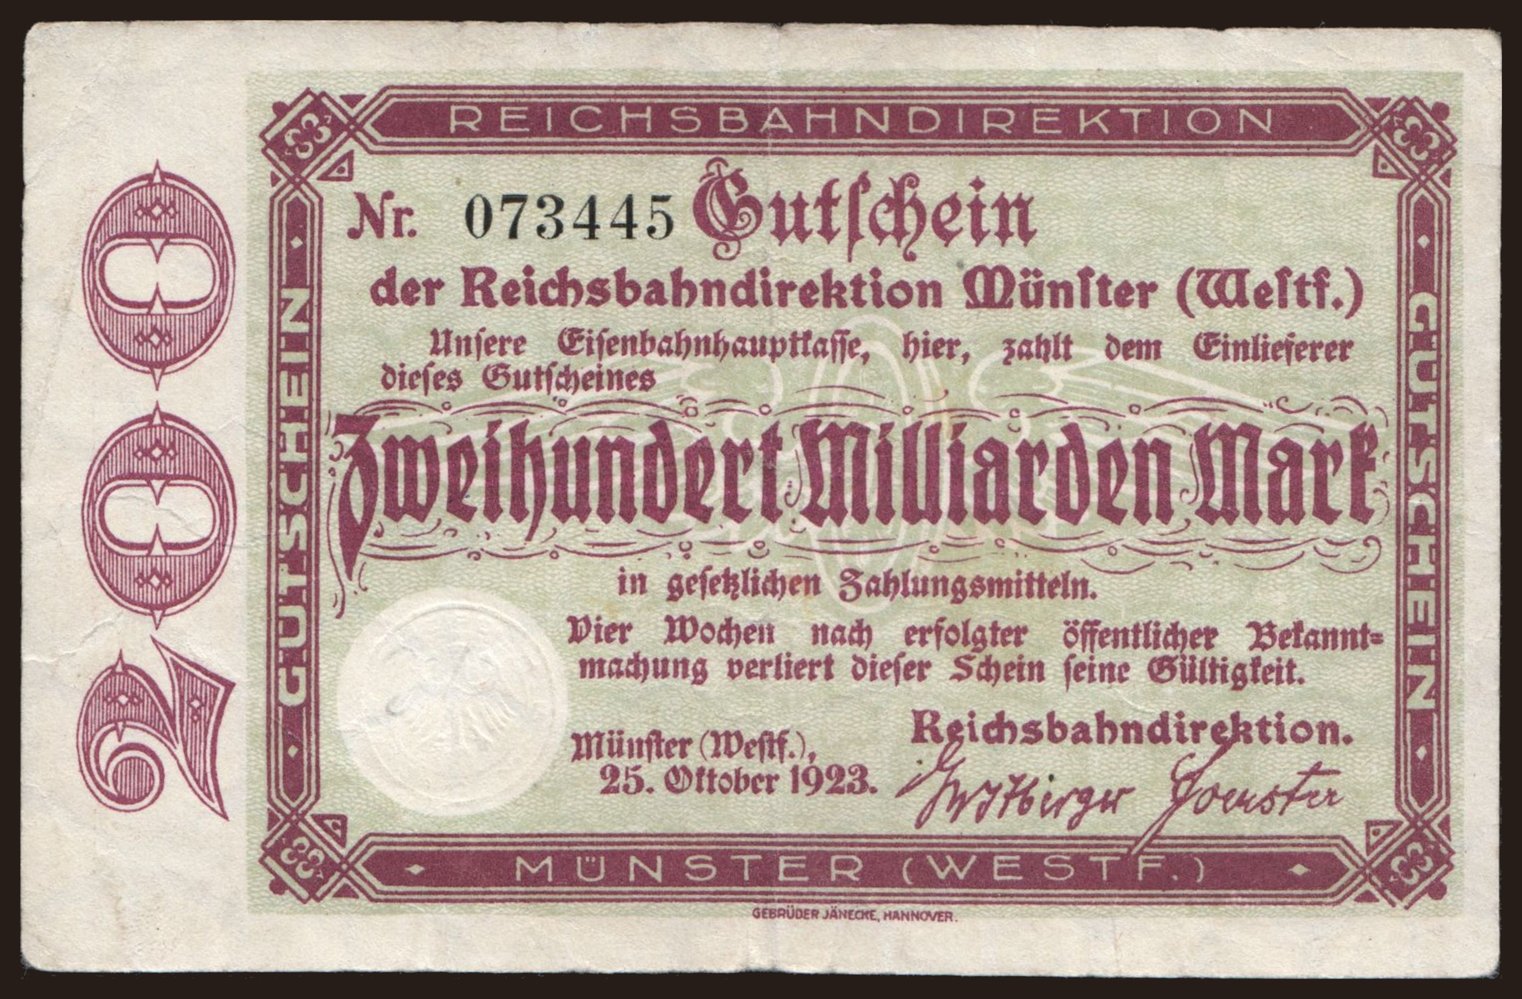 REICHSBAHNDIREKTION
200
GUTSCHEIN
GUTSCHEIN
Nr. 073445 Gutschein
der Reichsbahndirektion Münster (Westf.)
Unsere Eisenbahnhauptkasse, hier, zahlt dem Einlieferer
dieses Gutscheines
Zweihundert Milliarden Mark
in gesetzlichen Zahlungsmitteln.
Vier Wochen nach erfolgter öffentlicher Bekannt=
machung verliert dieser Schein seine Gültigkeit.
Münster (Westf.),
25. Oktober 1923.
Reichsbahndirektion.
MÜNSTER (WESTF.)
GEBRÜDER JÄNECKE, HANNOVER.